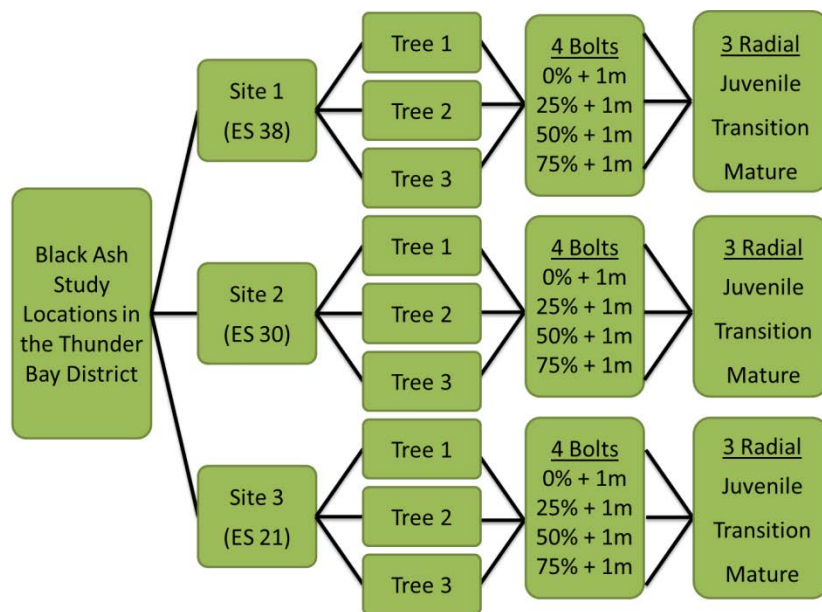 Black Ash
Study
Locations in
the Thunder
Bay District
Site 1
(ES 38)
Tree 1
Tree 2
Tree 3
4 Bolts
0% + 1m
25% + 1m
50% + 1m
75% + 1m
3 Radial
Juvenile
Transition
Mature
Site 2
(ES 30)
Tree 1
Tree 2
Tree 3
4 Bolts
0% + 1m
25% + 1m
50% + 1m
75% + 1m
3 Radial
Juvenile
Transition
Mature
Site 3
(ES 21)
Tree 1
Tree 2
Tree 3
4 Bolts
0% + 1m
25% + 1m
50% + 1m
75% + 1m
3 Radial
Juvenile
Transition
Mature